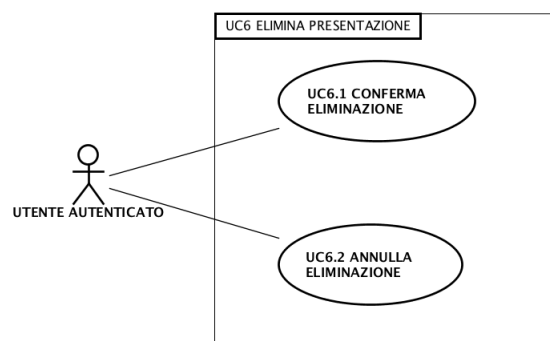 UC6 ELIMINA PRESENTAZIONE
UC6.1 CONFERMA
ELIMINAZIONE
UTENTE AUTENTICATO
UC6.2 ANNULLA
ELIMINAZIONE